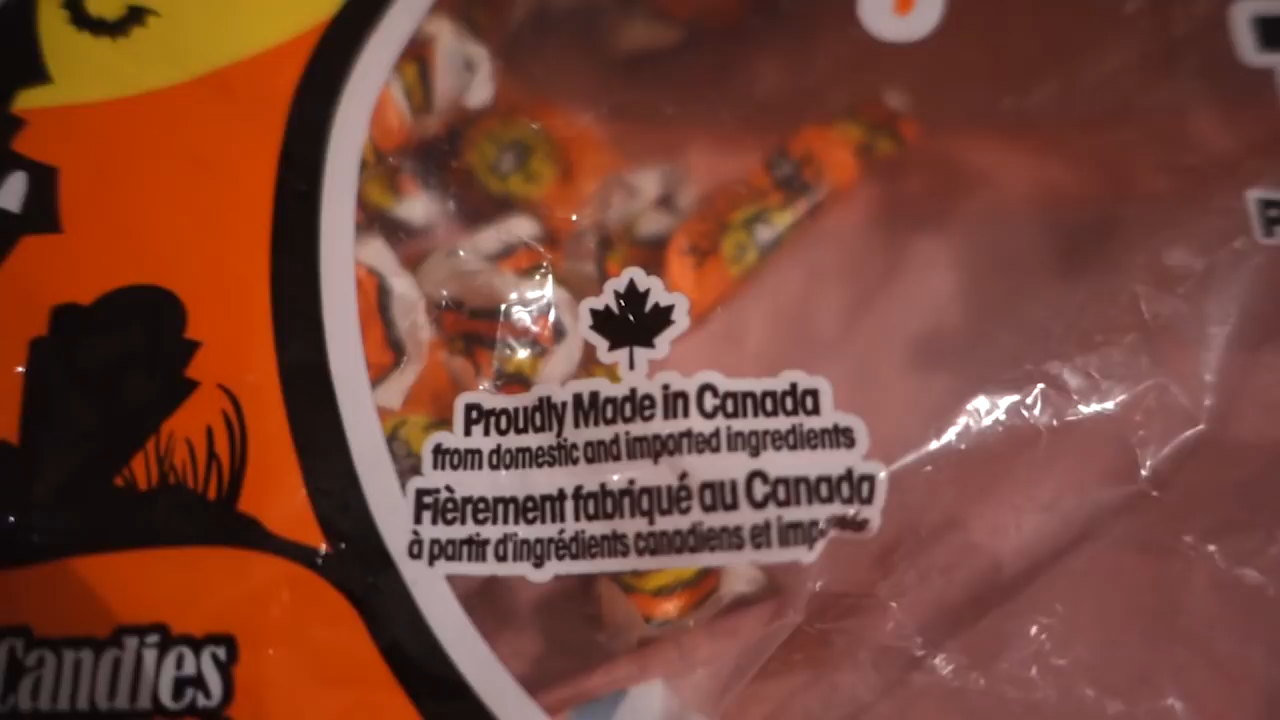 Proudly Made in Canada
from domestic and imported ingredients
Fièrement fabriqué au Canada
à partir d'ingrédients canadiens et
Candies